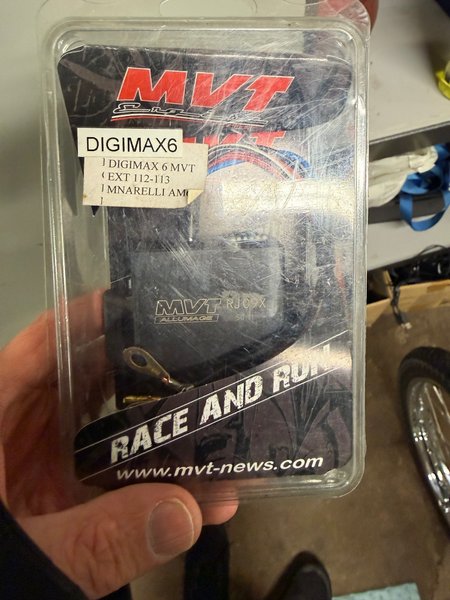 MVT
DIGIMAX6
DIGIMAX 6 MVT
EXT 112-113
MNARELLI AM
MVT
ALLUMAGE
RACE AND RUN
www.mvt-news.com